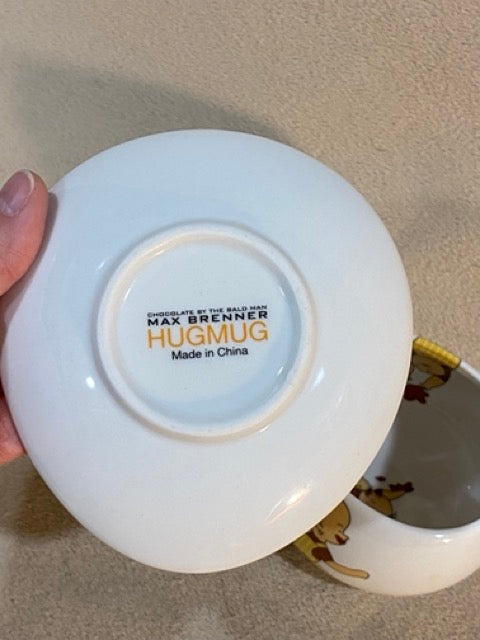 CHOCOLATE BY THE BALD MAN
MAX BRENNER
HUGMUG
Made in China